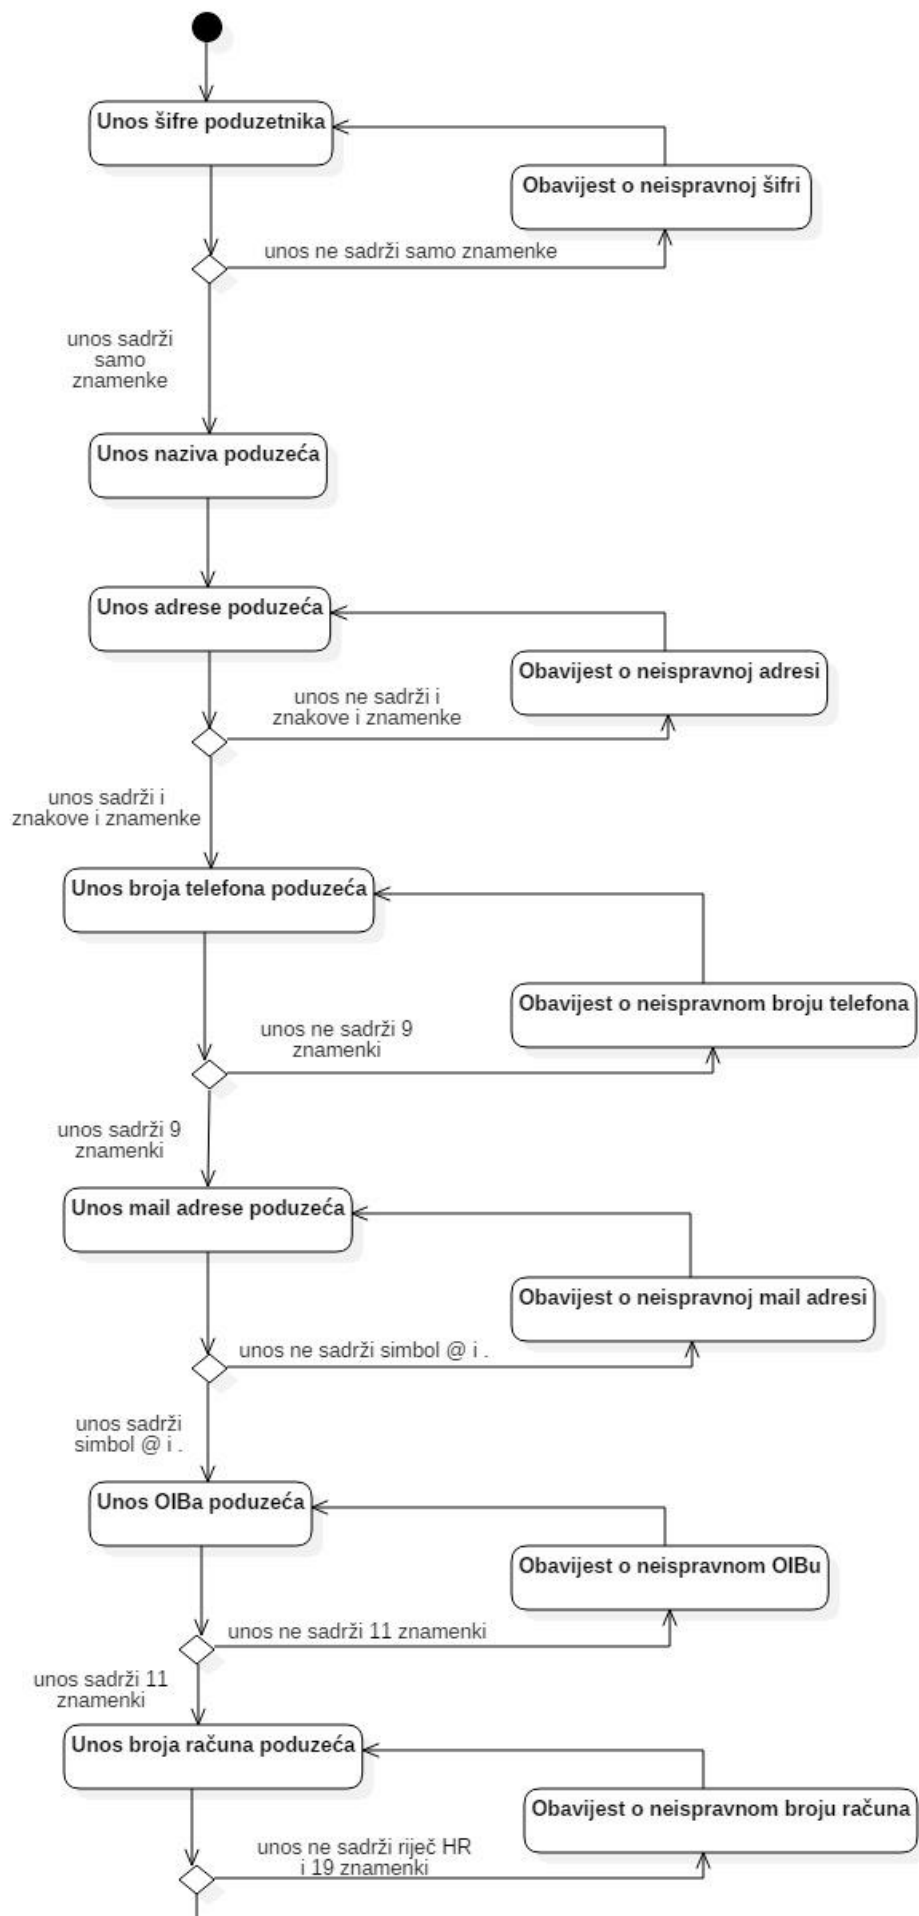 Unos šifre poduzetnika
Obavijest o neispravnoj šifri
unos ne sadrži samo znamenke
unos sadrži
samo
znamenke
Unos naziva poduzeća
Unos adrese poduzeća
Obavijest o neispravnoj adresi
unos ne sadrži i
znakove i znamenke
unos sadrži i
znakove i znamenke
Unos broja telefona poduzeća
Obavijest o neispravnom broju telefona
unos ne sadrži 9
znamenki
unos sadrži 9
znamenki
Unos mail adrese poduzeća
Obavijest o neispravnoj mail adresi
unos ne sadrži simbol @ i .
unos sadrži
simbol @ i .
Unos OIBa poduzeća
Obavijest o neispravnom OIBu
unos ne sadrži 11 znamenki
unos sadrži 11
znamenki
Unos broja računa poduzeća
Obavijest o neispravnom broju računa
unos ne sadrži riječ HR
i 19 znamenki